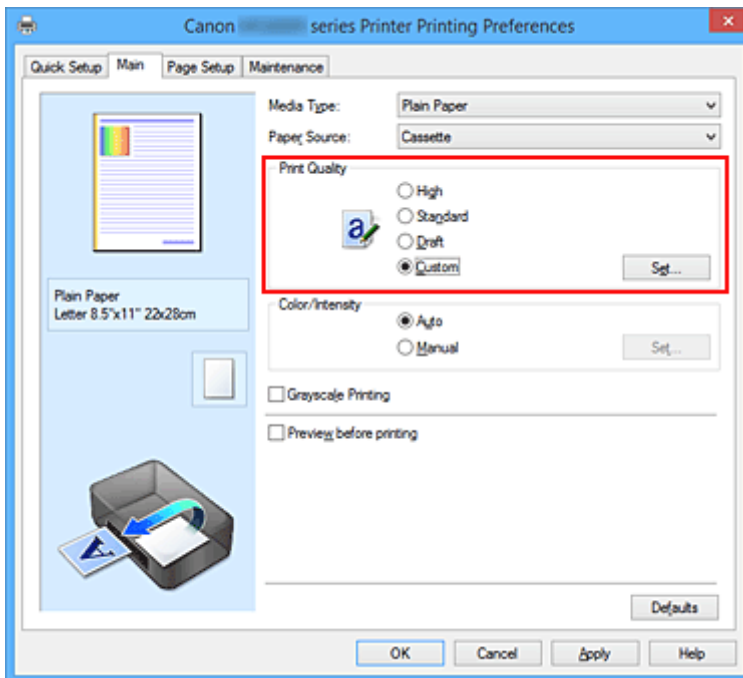 Canon series Printer Printing Preferences
Quick Setup Main Page Setup Maintenance
Media Type: Plain Paper
Paper Source: Cassette
Print Quality
High
Standard
Draft
Custom Set...
Plain Paper
Letter 8.5"x11" 22x28cm
Color/Intensity
Auto
Manual Set...
Grayscale Printing
Preview before printing
Defaults
OK Cancel Apply Help